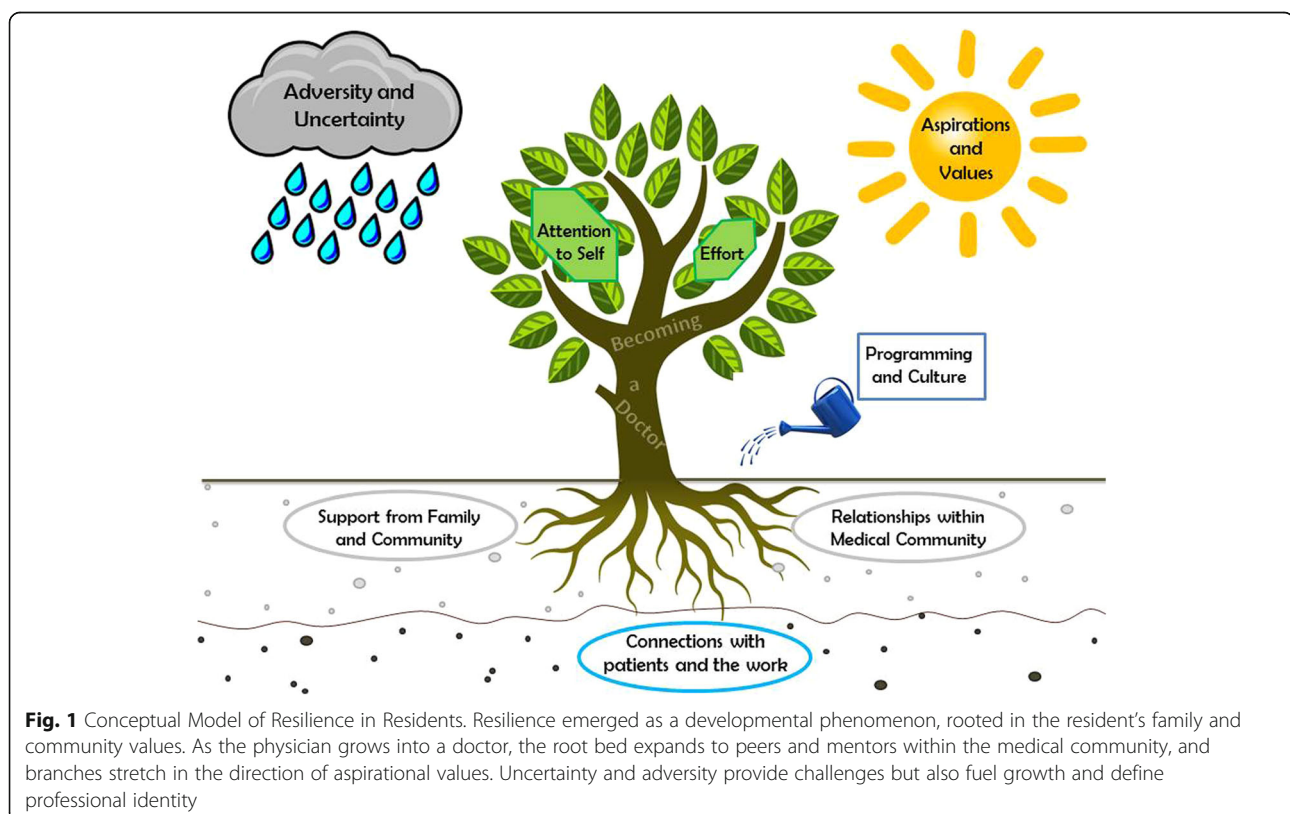 Adversity and
Uncertainty
Aspirations
and
Values
Attention
to Self
Effort
Becoming
a
Doctor
Programming
and Culture
Support from Family
and Community
Relationships within
Medical Community
Connections with
patients and the work
Fig. 1 Conceptual Model of Resilience in Residents. Resilience emerged as a developmental phenomenon, rooted in the resident's family and
community values. As the physician grows into a doctor, the root bed expands to peers and mentors within the medical community, and
branches stretch in the direction of aspirational values. Uncertainty and adversity provide challenges but also fuel growth and define
professional identity